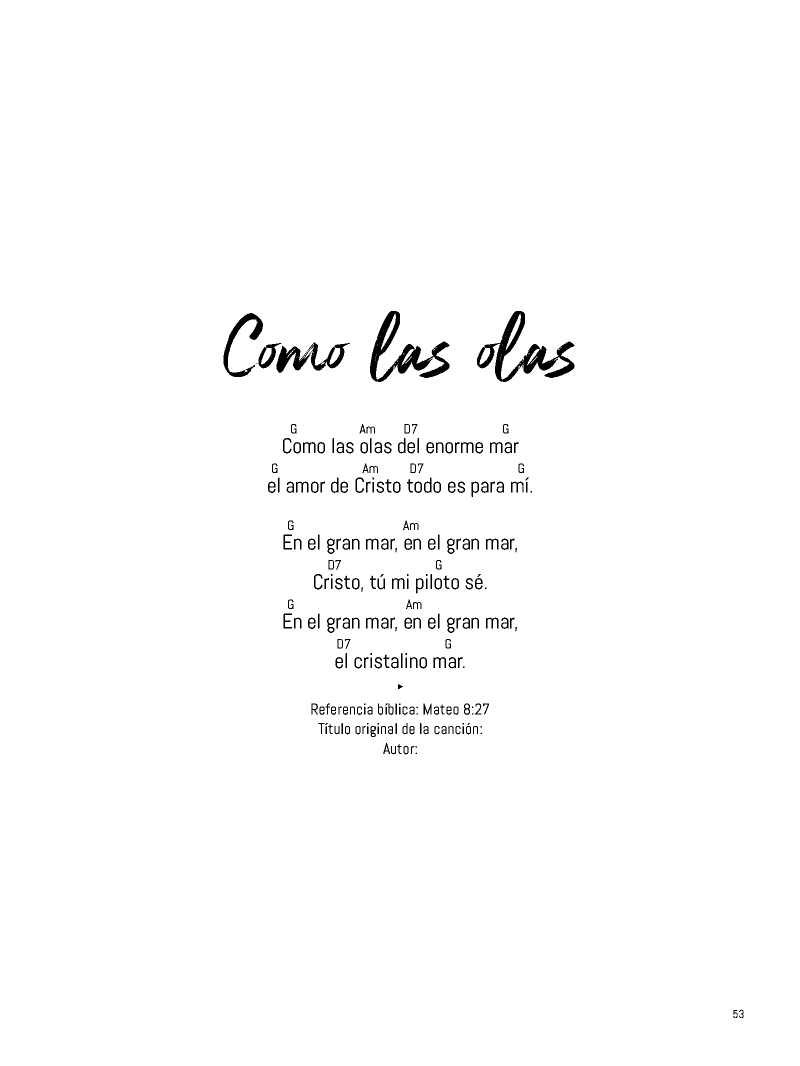 Como las olas
G Am D7 G
Como las olas del enorme mar
G Am D7 G
el amor de Cristo todo es para mí.
G Am
En el gran mar, en el gran mar,
D7 G
Cristo, tú mi piloto sé.
G Am
En el gran mar, en el gran mar,
D7 G
el cristalino mar.
Referencia bíblica: Mateo 8:27
Título original de la canción:
Autor:
53